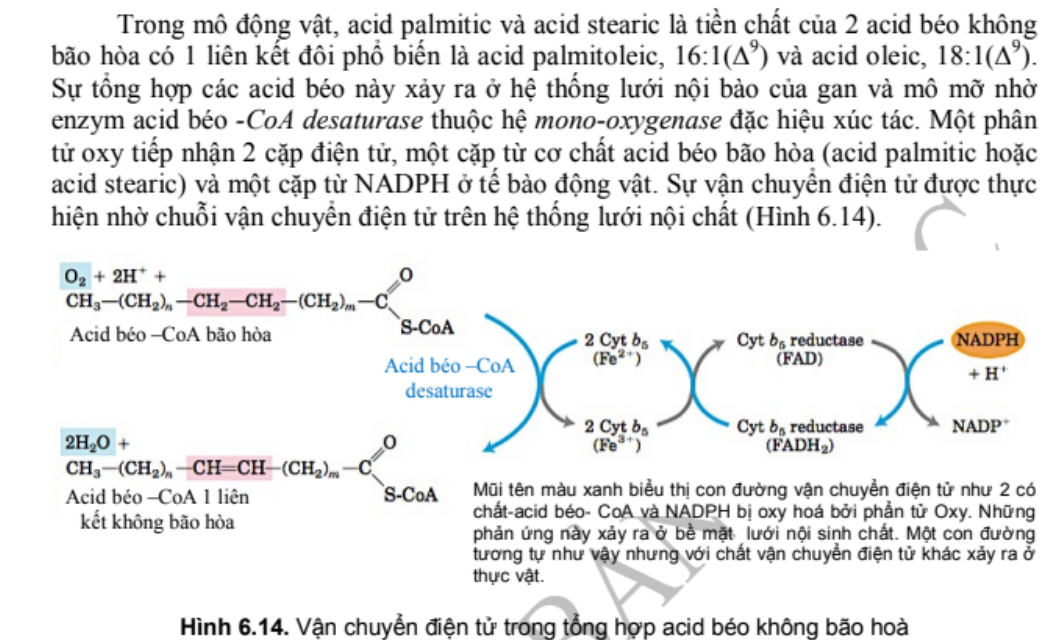 Trong mô động vật, acid palmitic và acid stearic là tiền chất của 2 acid béo không
bão hòa có 1 liên kết đôi phổ biến là acid palmitoleic, 16:1(Δ⁹) và acid oleic, 18:1(Δ⁹).
Sự tổng hợp các acid béo này xảy ra ở hệ thống lưới nội bào của gan và mô mỡ nhờ
enzym acid béo -CoA desaturase thuộc hệ mono-oxygenase đặc hiệu xúc tác. Một phân
tử oxy tiếp nhận 2 cặp điện tử, một cặp từ cơ chất acid béo bão hòa (acid palmitic hoặc
acid stearic) và một cặp từ NADPH ở tế bào động vật. Sự vận chuyển điện tử được thực
hiện nhờ chuỗi vận chuyển điện tử trên hệ thống lưới nội chất (Hình 6.14).
O₂ + 2H⁺ +
CH₃—(CH₂)ₙ—CH₂—CH₂—(CH₂)ₘ—C
O
S-CoA
Acid béo –CoA bão hòa
Acid béo –CoA
desaturase
2 Cyt b₅
(Fe²⁺)
Cyt b₅ reductase
(FAD)
NADPH
+ H⁺
2 Cyt b₅
(Fe³⁺)
Cyt b₅ reductase
(FADH₂)
NADP⁺
2H₂O +
CH₃—(CH₂)ₙ—CH=CH—(CH₂)ₘ—C
O
S-CoA
Acid béo –CoA 1 liên
kết không bão hòa
Mũi tên màu xanh biểu thị con đường vận chuyển điện tử như 2 có
chất-acid béo- CoA và NADPH bị oxy hoá bởi phần tử Oxy. Những
phản ứng này xảy ra ở bề mặt lưới nội sinh chất. Một con đường
tương tự như vậy nhưng với chất vận chuyển điện tử khác xảy ra ở
thực vật.
Hình 6.14. Vận chuyển điện tử trong tổng hợp acid béo không bão hoà